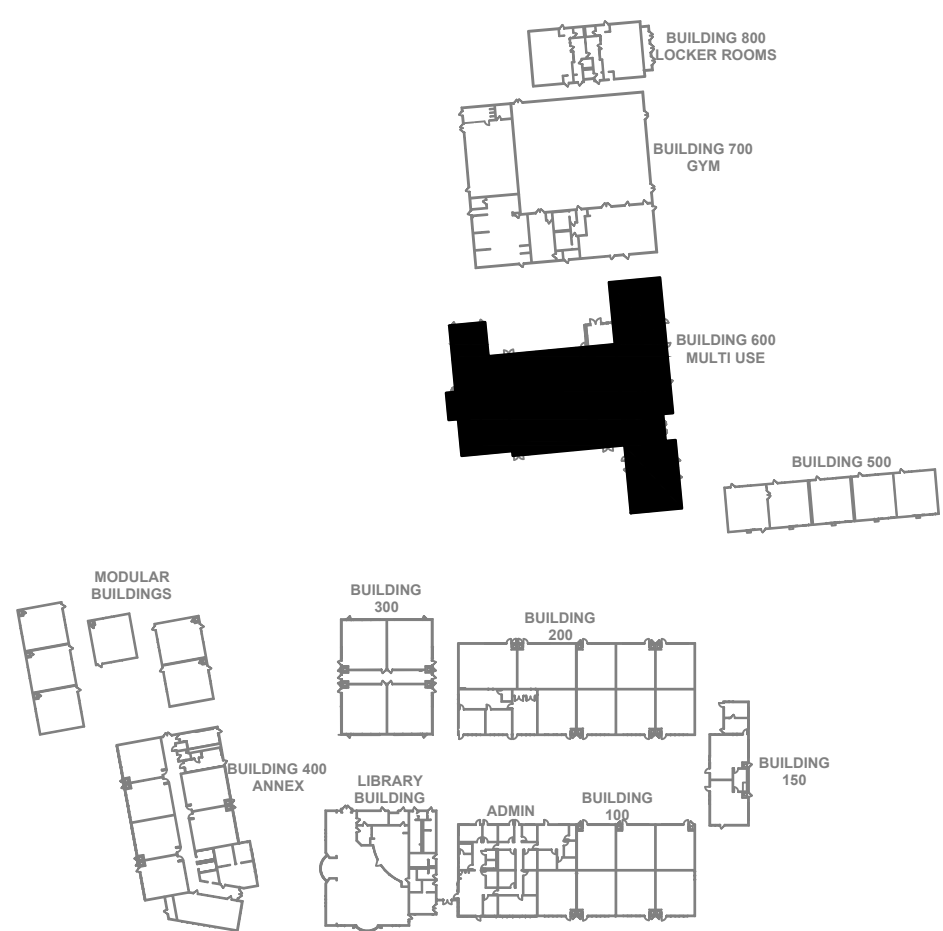 BUILDING 800
LOCKER ROOMS
BUILDING 700
GYM
BUILDING 600
MULTI USE
BUILDING 500
MODULAR
BUILDINGS
BUILDING
300
BUILDING
200
BUILDING 400
ANNEX
LIBRARY
BUILDING
ADMIN
BUILDING
100
BUILDING
150